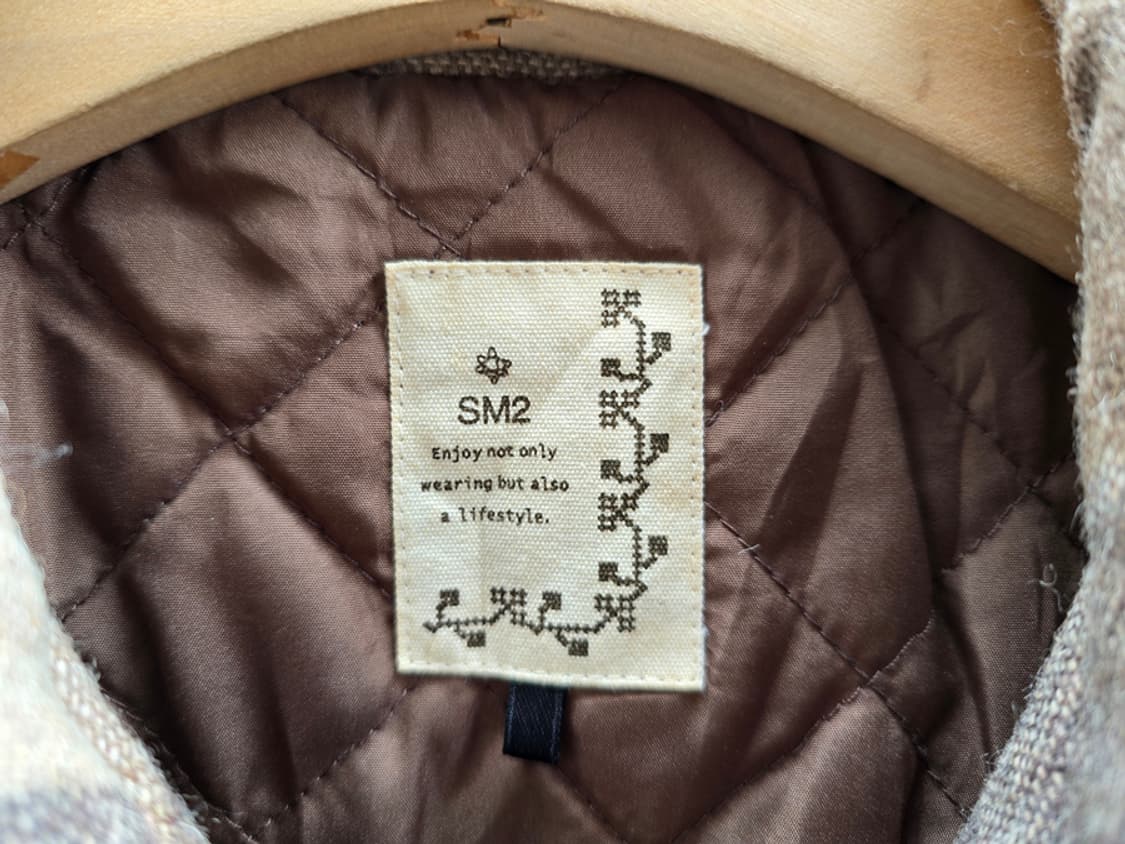 SM2
Enjoy not only
wearing but also
a lifestyle.